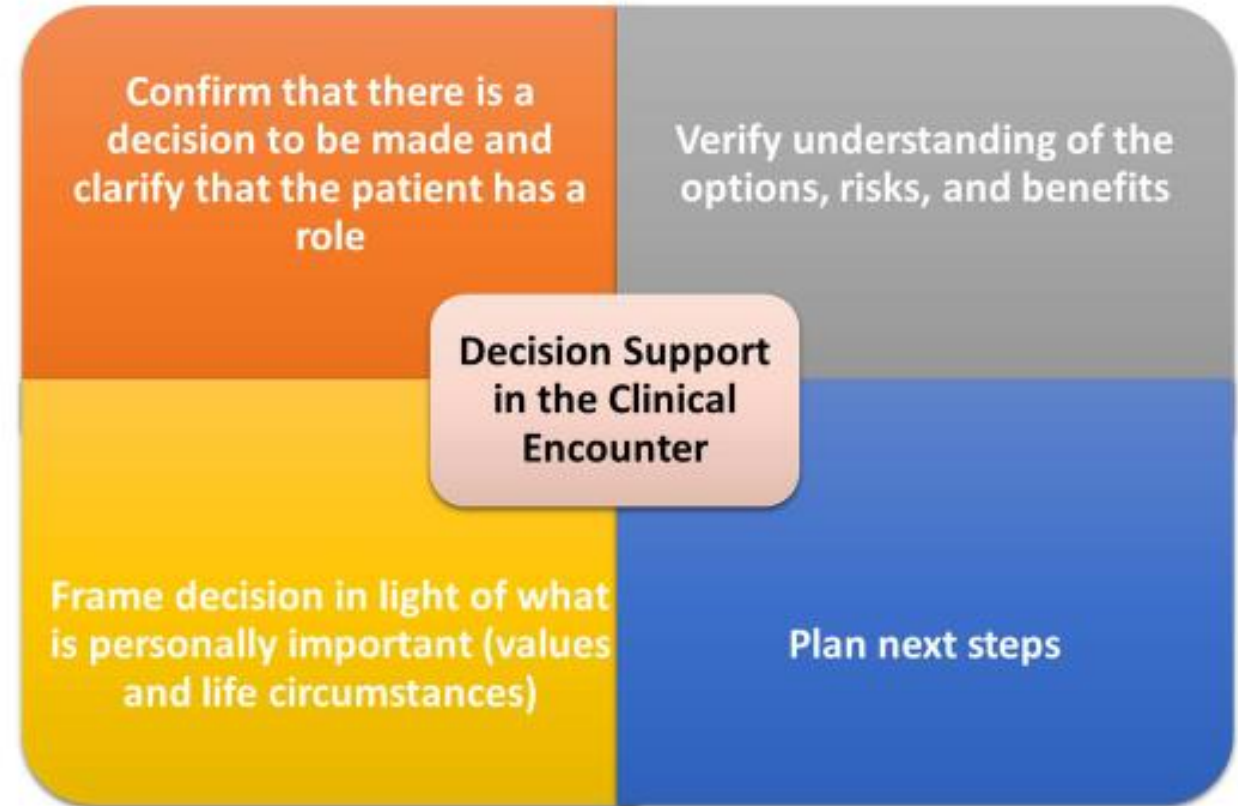 Confirm that there is a
decision to be made and
clarify that the patient has a
role
Verify understanding of the
options, risks, and benefits
Decision Support
in the Clinical
Encounter
Frame decision in light of what
is personally important (values
and life circumstances)
Plan next steps